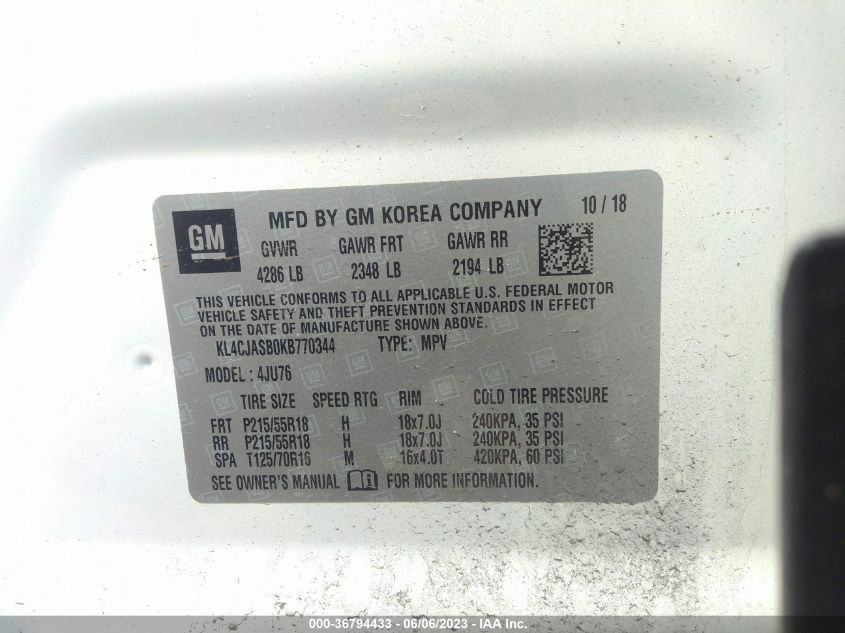 GM
MFD BY GM KOREA COMPANY 10 / 18
GVWR GAWR FRT GAWR RR
4286 LB 2348 LB 2194 LB
THIS VEHICLE CONFORMS TO ALL APPLICABLE U.S. FEDERAL MOTOR
VEHICLE SAFETY AND THEFT PREVENTION STANDARDS IN EFFECT
ON THE DATE OF MANUFACTURE SHOWN ABOVE.
KL4CJASB0KB770344 TYPE: MPV
MODEL: 4JU76
TIRE SIZE SPEED RTG RIM COLD TIRE PRESSURE
FRT P215/55R18 H 18x7.0J 240KPA, 35 PSI
RR P215/55R18 H 18x7.0J 240KPA, 35 PSI
SPA T125/70R16 M 16x4.0T 420KPA, 60 PSI
SEE OWNER'S MANUAL i FOR MORE INFORMATION.
000-36794433 - 06/06/2023 - IAAI.com